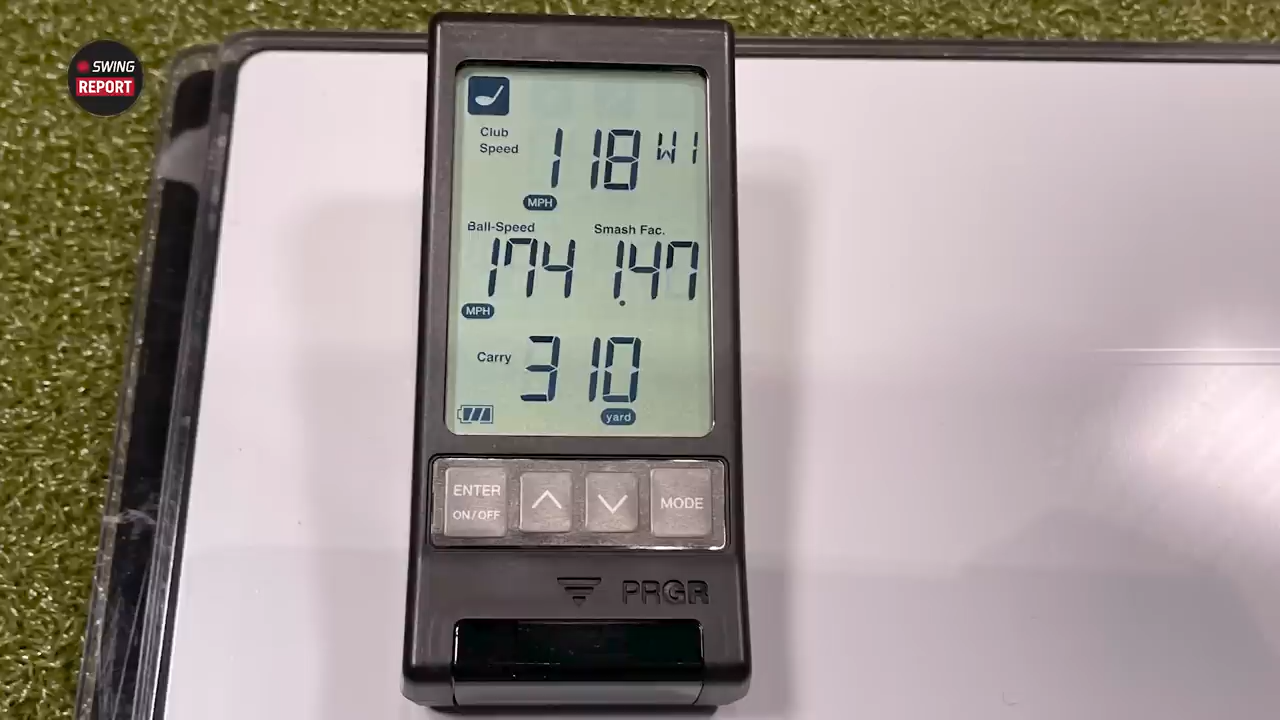 SWING
REPORT
Club
Speed
118 W1
MPH
Ball-Speed Smash Fac.
174 1.47
MPH
Carry 310
yard
ENTER
ON/OFF
MODE
PRGR